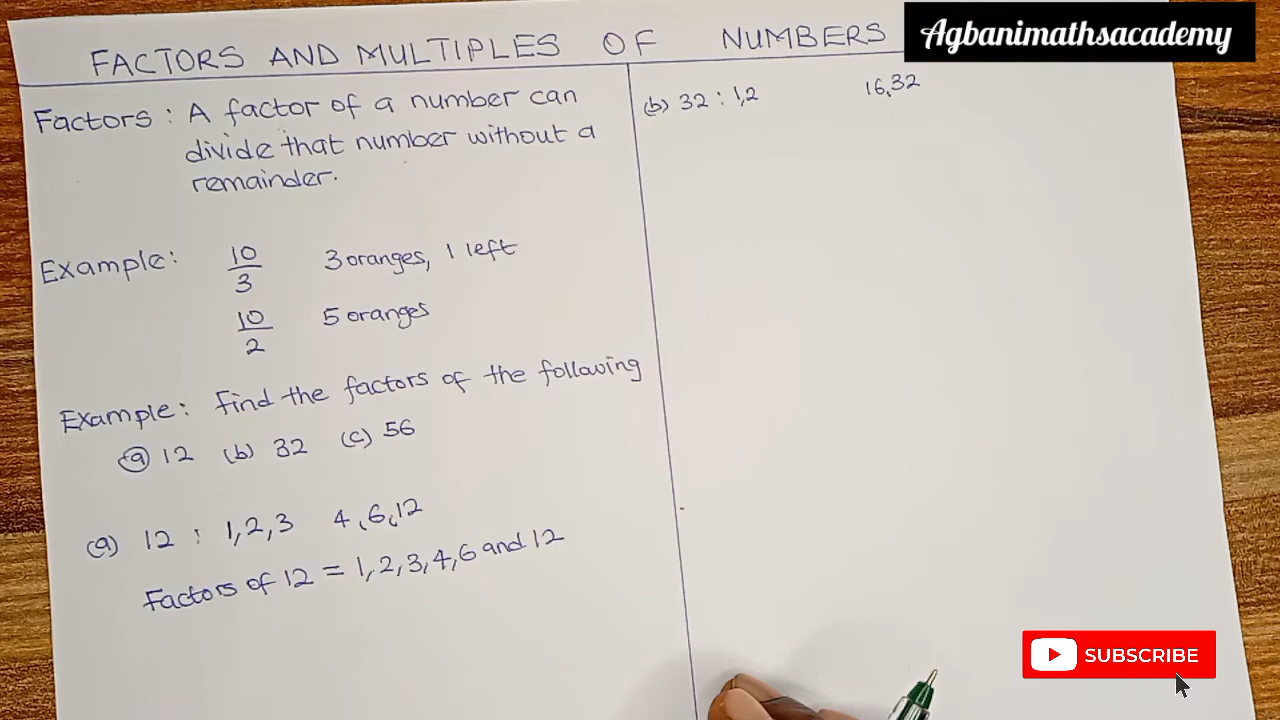 FACTORS AND MULTIPLES OF NUMBERS
Agbanimathsacademy
Factors : A factor of a number can
divide that number without a
remainder.
Example: 10/3 3 oranges, 1 left
10/2 5 oranges
Example: Find the factors of the following
(a) 12 (b) 32 (c) 56
(a) 12 : 1,2,3 4,6,12
Factors of 12 = 1,2,3,4,6 and 12
(b) 32 : 1,2 16,32
SUBSCRIBE